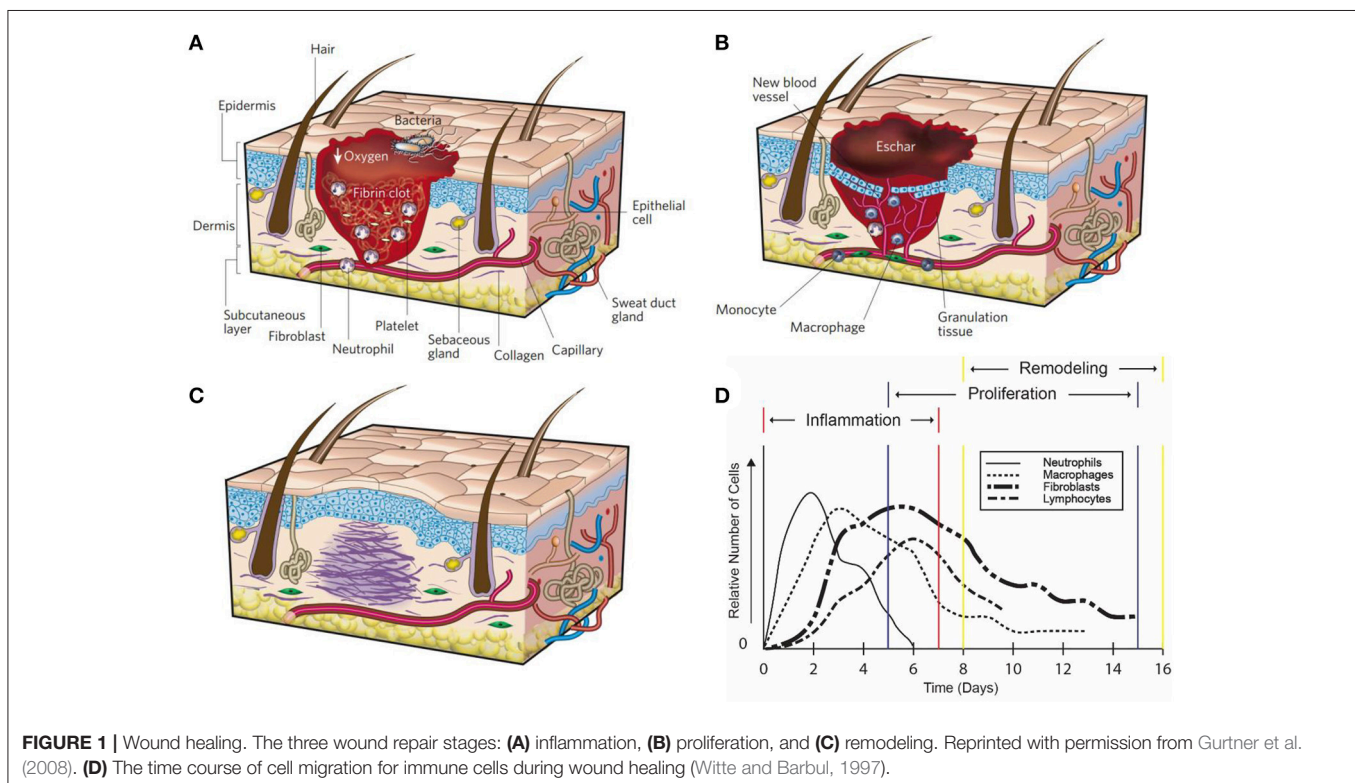 A
Hair
Epidermis
Bacteria
Oxygen
Fibrin clot
Dermis
Epithelial
cell
Subcutaneous
layer
Fibroblast
Neutrophil
Platelet
Sebaceous
gland
Collagen
Capillary
Sweat duct
gland
B
New blood
vessel
Eschar
Monocyte
Macrophage
Granulation
tissue
C
D
Remodeling
Proliferation
Inflammation
Neutrophils
Macrophages
Fibroblasts
Lymphocytes
Relative Number of Cells
0
0 2 4 6 8 10 12 14 16
Time (Days)
FIGURE 1 | Wound healing. The three wound repair stages: (A) inflammation, (B) proliferation, and (C) remodeling. Reprinted with permission from Gurtner et al.
(2008). (D) The time course of cell migration for immune cells during wound healing (Witte and Barbul, 1997).